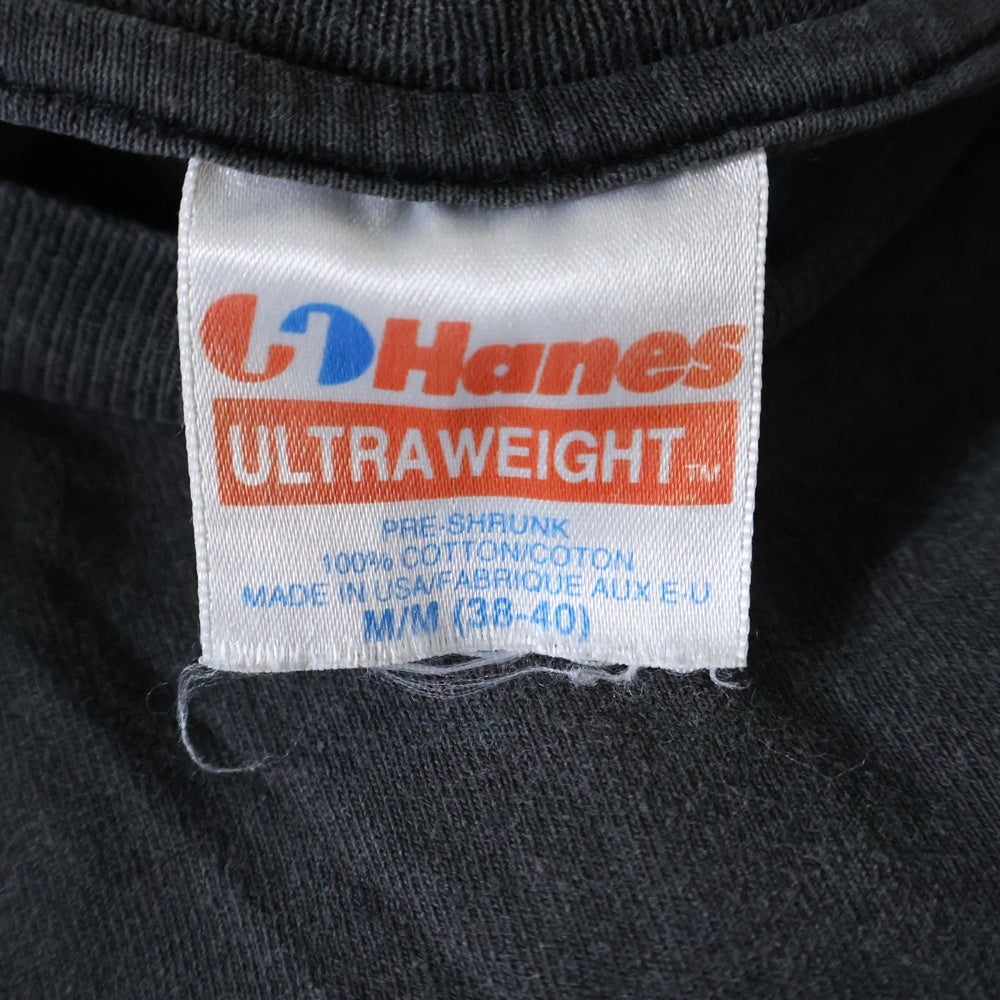 Hanes
ULTRAWEIGHT™
PRE-SHRUNK
100% COTTON/COTON
MADE IN USA/FABRIQUE AUX E-U
M/M (38-40)